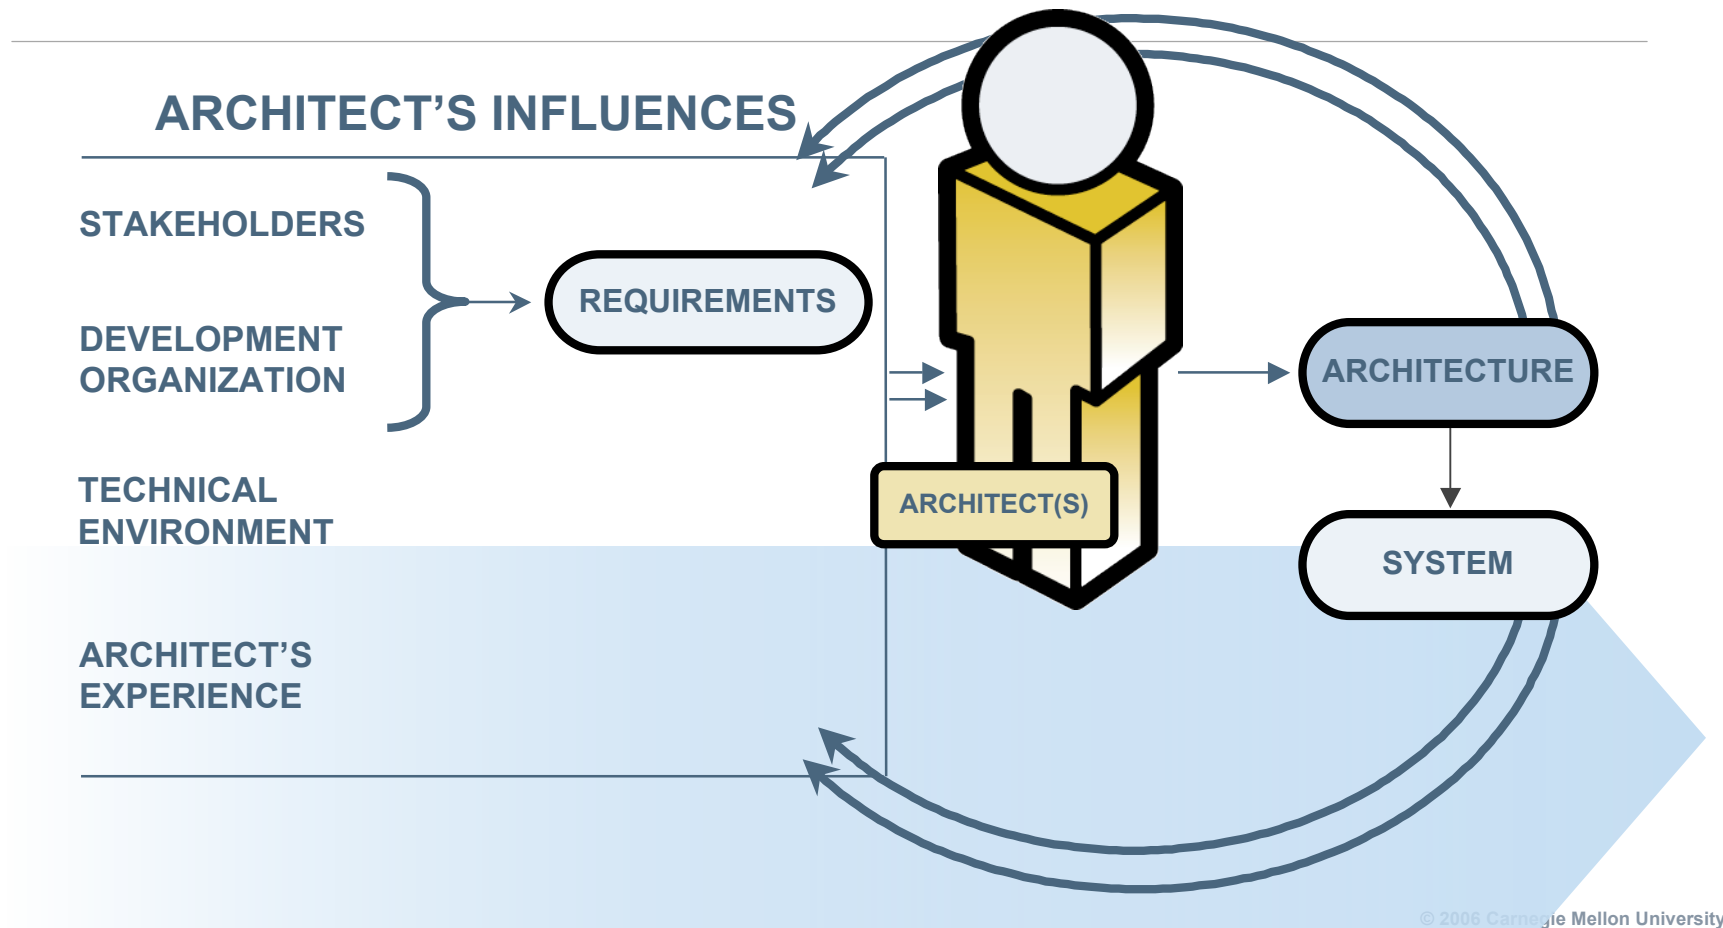 ARCHITECT’S INFLUENCES
STAKEHOLDERS
REQUIREMENTS
DEVELOPMENT
ORGANIZATION
ARCHITECTURE
TECHNICAL
ENVIRONMENT
ARCHITECT(S)
SYSTEM
ARCHITECT’S
EXPERIENCE
© 2006 Carnegie Mellon University